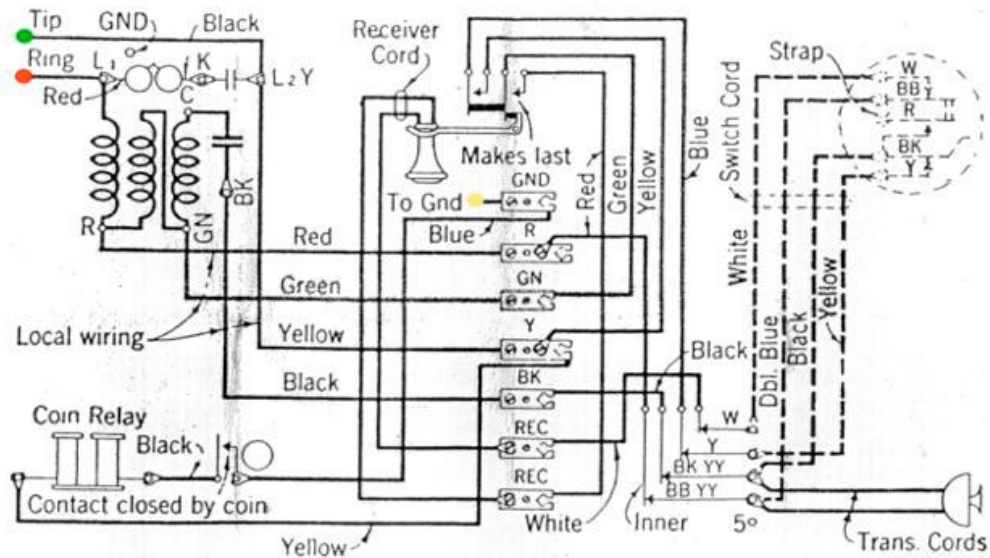 Tip
GND
Black
Ring
L1
K
L2 Y
Red
C
BK
R
GN
Receiver
Cord
Makes last
To Gnd
GND
Blue
R
Red
GN
Green
Y
Yellow
BK
Black
REC
REC
Local wiring
Coin Relay
Black
Contact closed by coin
Yellow
Red
Green
Yellow
Blue
Black
White
Inner
W
Y
BK YY
BB YY
5°
Trans. Cords
Switch Cord
Strap
W
BB
Y
R
BK
Y
White
Dbl. Blue
Black
Yellow